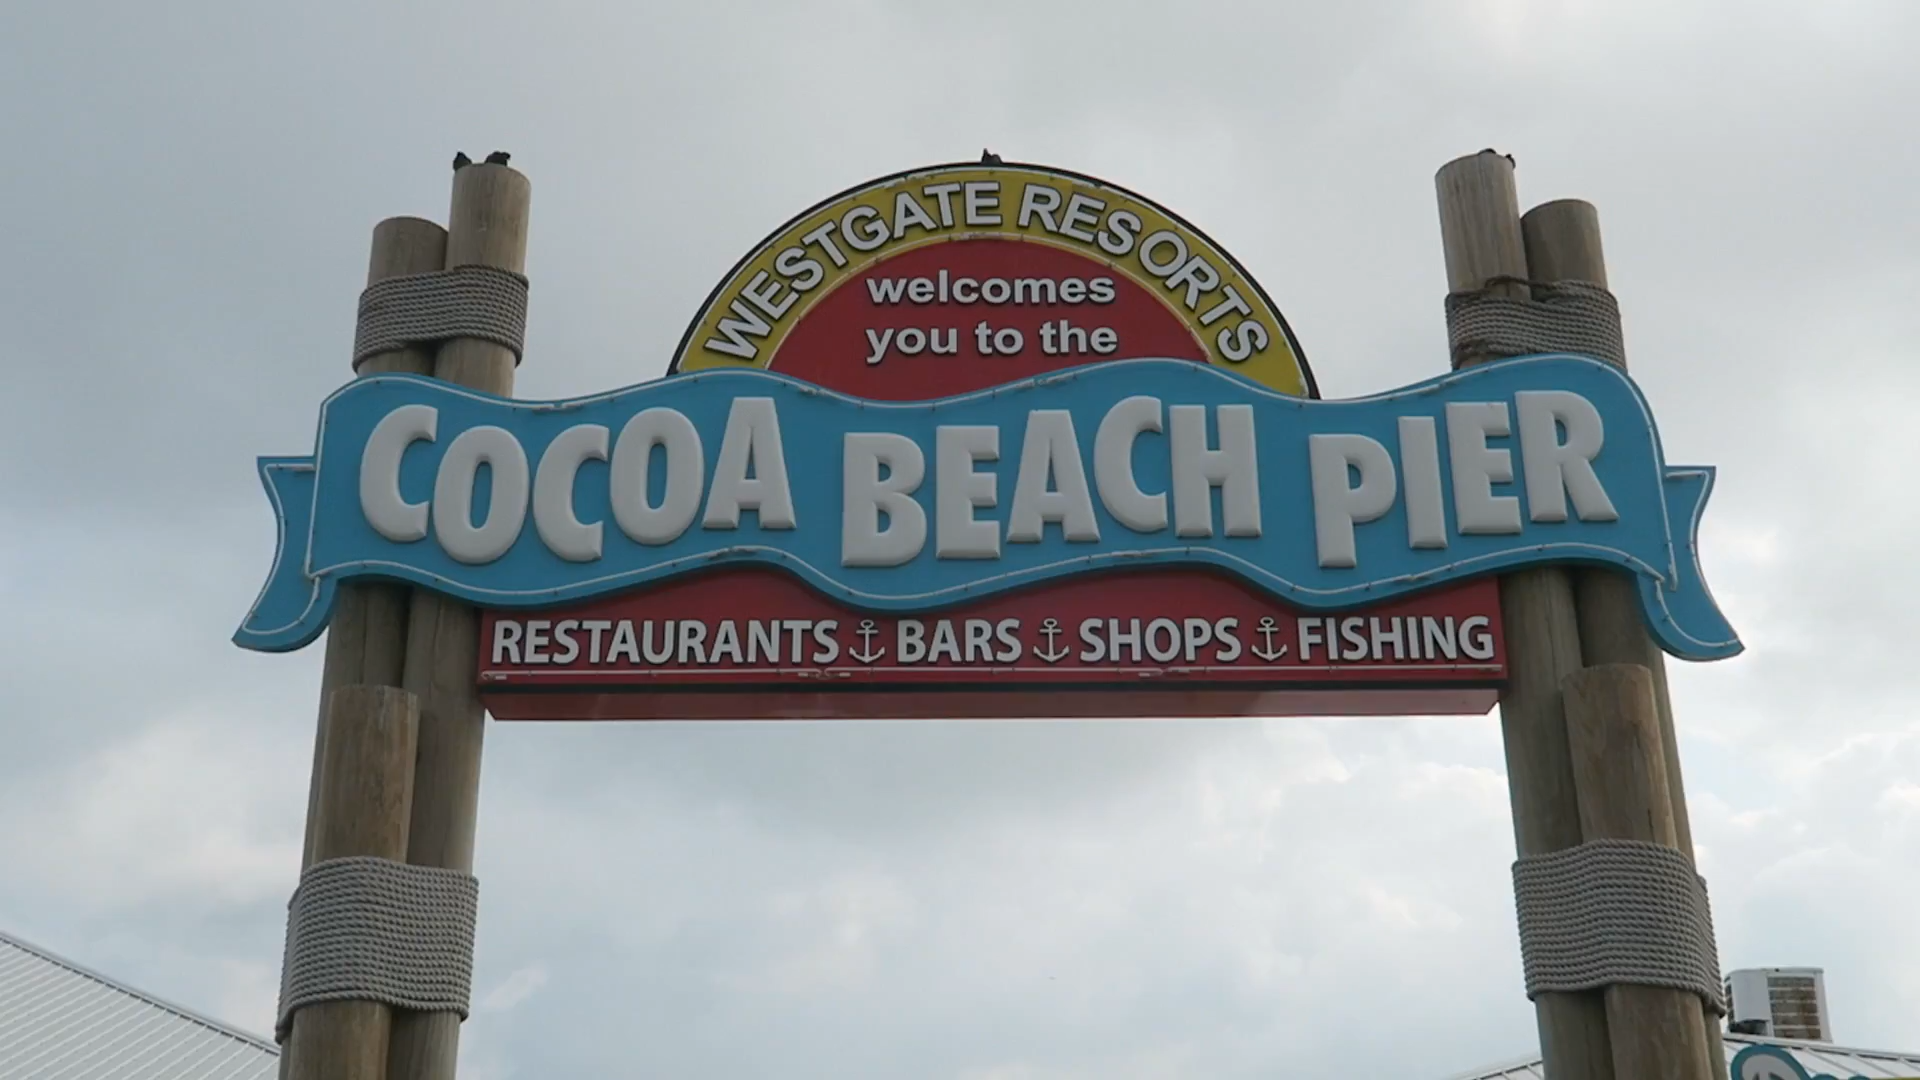 WESTGATE RESORTS
welcomes
you to the
COCOA BEACH PIER
RESTAURANTS ⚓ BARS ⚓ SHOPS ⚓ FISHING